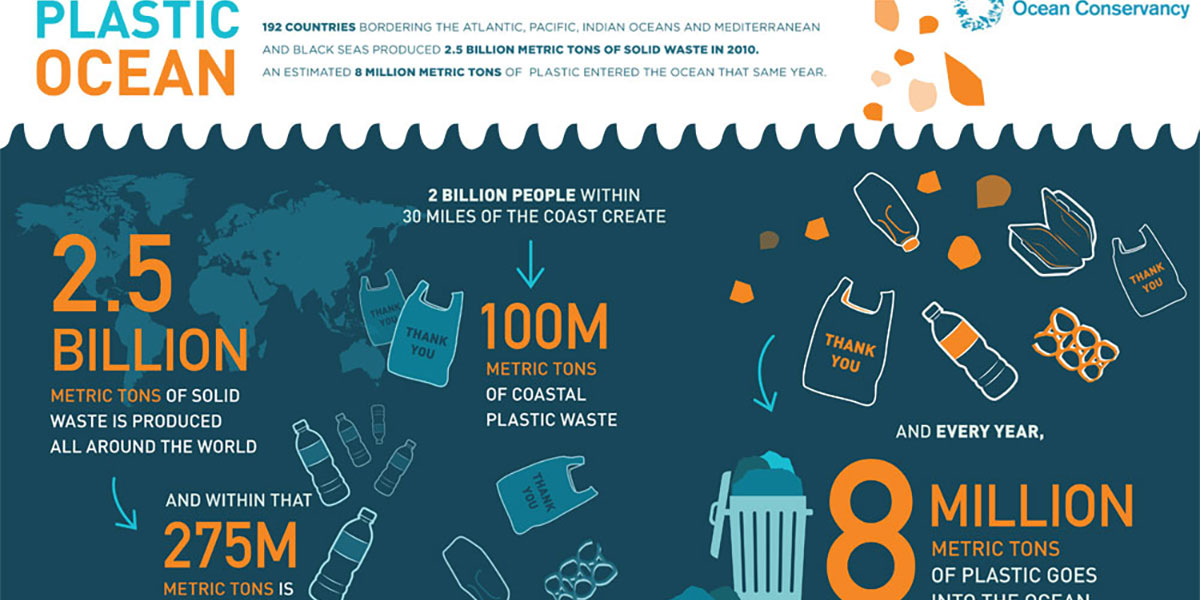 PLASTIC
OCEAN
192 COUNTRIES BORDERING THE ATLANTIC, PACIFIC, INDIAN OCEANS AND MEDITERRANEAN
AND BLACK SEAS PRODUCED 2.5 BILLION METRIC TONS OF SOLID WASTE IN 2010.
AN ESTIMATED 8 MILLION METRIC TONS OF PLASTIC ENTERED THE OCEAN THAT SAME YEAR.
Ocean Conservancy
2.5
BILLION
METRIC TONS OF SOLID
WASTE IS PRODUCED
ALL AROUND THE WORLD
AND WITHIN THAT
275M
METRIC TONS IS
2 BILLION PEOPLE WITHIN
30 MILES OF THE COAST CREATE
THANK
YOU
THANK
YOU
100M
METRIC TONS
OF COASTAL
PLASTIC WASTE
THANK
YOU
THANK
YOU
THANK
YOU
AND EVERY YEAR,
8 MILLION
METRIC TONS
OF PLASTIC GOES
INTO THE OCEAN